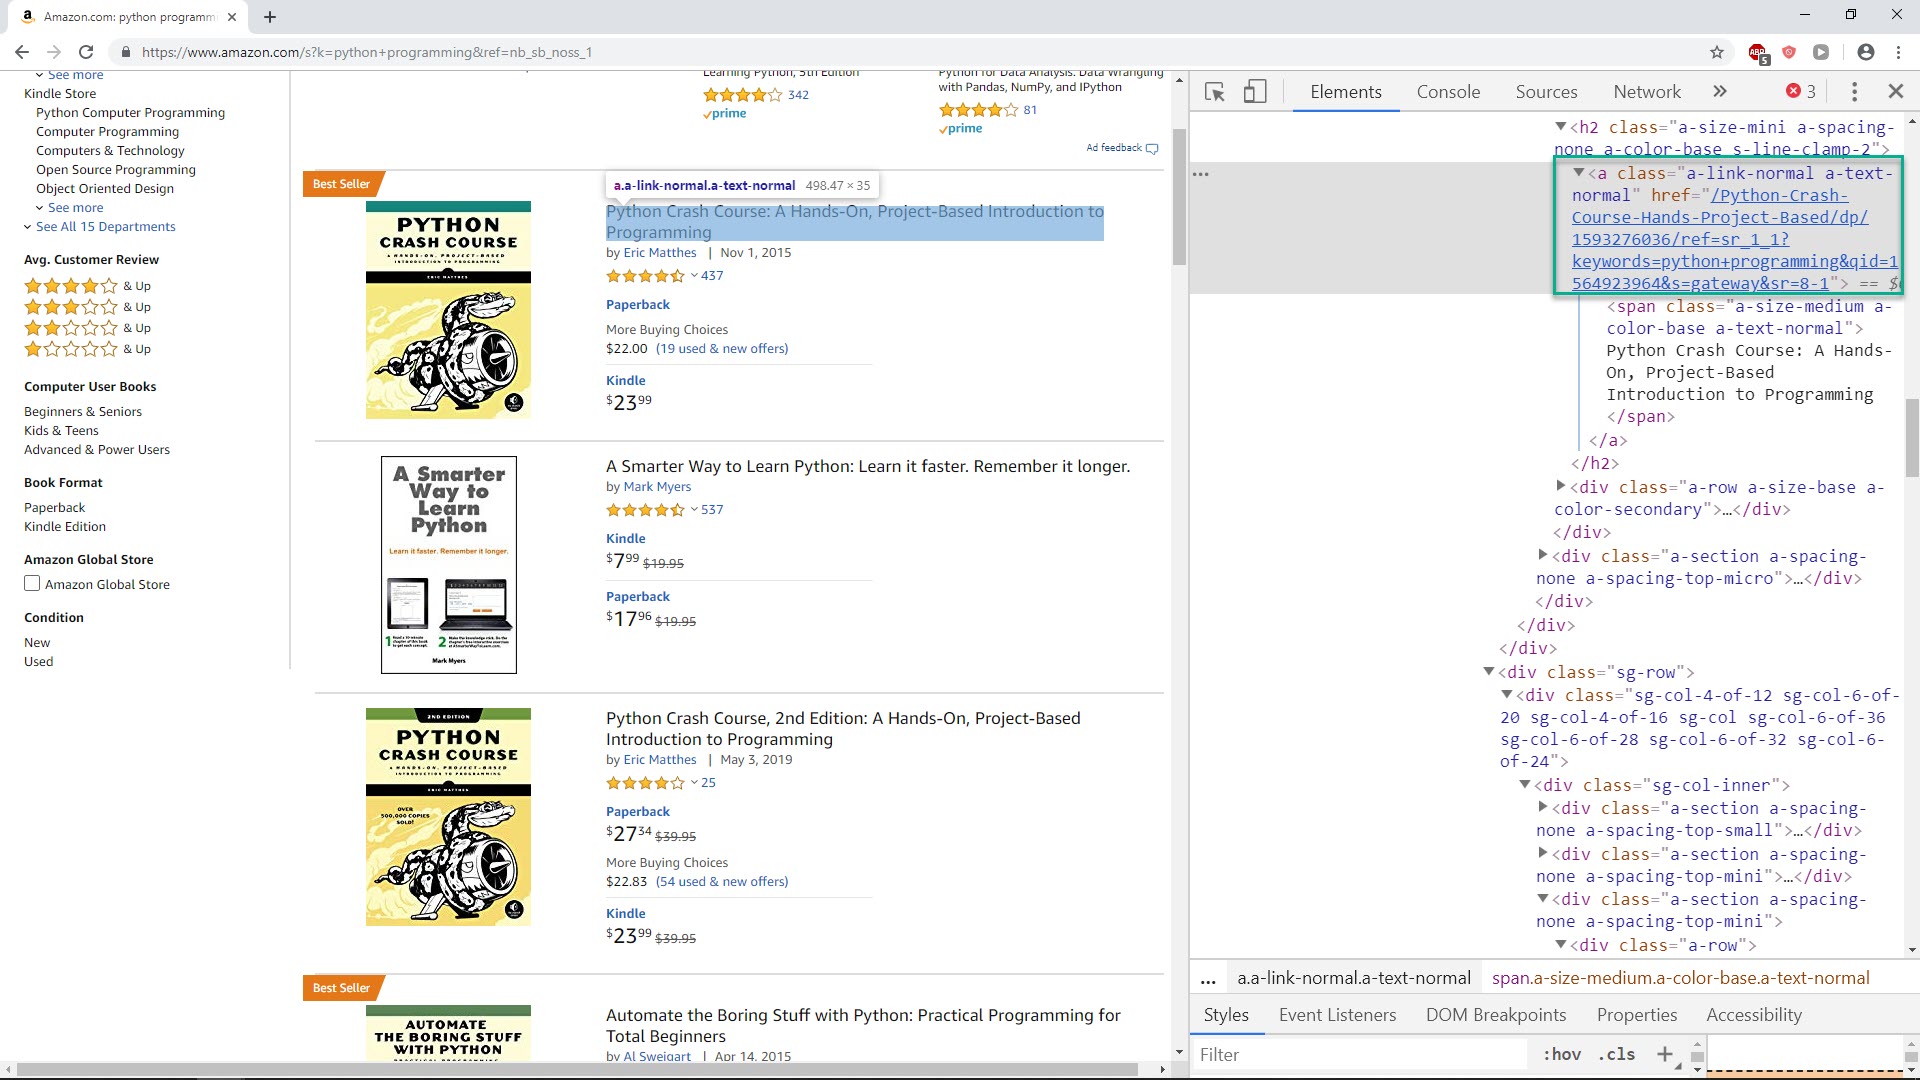 Amazon.com: python programm
https://www.amazon.com/s?k=python+programming&ref=nb_sb_noss_1
ABP
5
See more
Kindle Store
Python Computer Programming
Computer Programming
Computers & Technology
Open Source Programming
Object Oriented Design
See more
See All 15 Departments
Avg. Customer Review
& Up
& Up
& Up
& Up
Computer User Books
Beginners & Seniors
Kids & Teens
Advanced & Power Users
Book Format
Paperback
Kindle Edition
Amazon Global Store
Amazon Global Store
Condition
New
Used
Learning Python, 5th Edition
342
prime
Python for Data Analysis: Data Wrangling
with Pandas, NumPy, and IPython
81
prime
Ad feedback
Best Seller
a.a-link-normal.a-text-normal 498.47 × 35
PYTHON
CRASH COURSE
A HANDS-ON, PROJECT-BASED
INTRODUCTION TO PROGRAMMING
ERIC MATTHES
Python Crash Course: A Hands-On, Project-Based Introduction to
Programming
by Eric Matthes | Nov 1, 2015
437
Paperback
More Buying Choices
$22.00 (19 used & new offers)
Kindle
$23 99
A Smarter
Way to
Learn
Python
Learn it faster. Remember it longer.
1
2
Mark Myers
A Smarter Way to Learn Python: Learn it faster. Remember it longer.
by Mark Myers
537
Kindle
$7 99 $19.95
Paperback
$17 96 $19.95
2ND EDITION
PYTHON
CRASH COURSE
A HANDS-ON, PROJECT-BASED
INTRODUCTION TO PROGRAMMING
ERIC MATTHES
OVER
500,000 COPIES
SOLD!
Python Crash Course, 2nd Edition: A Hands-On, Project-Based
Introduction to Programming
by Eric Matthes | May 3, 2019
25
Paperback
$27 34 $39.95
More Buying Choices
$22.83 (54 used & new offers)
Kindle
$23 99 $39.95
Best Seller
AUTOMATE
THE BORING STUFF
WITH PYTHON
Automate the Boring Stuff with Python: Practical Programming for
Total Beginners
by Al Sweigart | Apr 14, 2015
Elements Console Sources Network » 3
<h2 class="a-size-mini a-spacing-
none a-color-base s-line-clamp-2">
<a class="a-link-normal a-text-
normal" href="/Python-Crash-
Course-Hands-Project-Based/dp/
1593276036/ref=sr_1_1?
keywords=python+programming&qid=1
564923964&s=gateway&sr=8-1"> == $
<span class="a-size-medium a-
color-base a-text-normal">
Python Crash Course: A Hands-
On, Project-Based
Introduction to Programming
</span>
</a>
</h2>
<div class="a-row a-size-base a-
color-secondary">…</div>
</div>
<div class="a-section a-spacing-
none a-spacing-top-micro">…</div>
</div>
</div>
</div>
<div class="sg-row">
<div class="sg-col-4-of-12 sg-col-6-of-
20 sg-col-4-of-16 sg-col sg-col-6-of-36
sg-col-6-of-28 sg-col-6-of-32 sg-col-6-
of-24">
<div class="sg-col-inner">
<div class="a-section a-spacing-
none a-spacing-top-small">…</div>
<div class="a-section a-spacing-
none a-spacing-top-mini">…</div>
<div class="a-section a-spacing-
none a-spacing-top-mini">
<div class="a-row">
... a.a-link-normal.a-text-normal span.a-size-medium.a-color-base.a-text-normal
Styles Event Listeners DOM Breakpoints Properties Accessibility
Filter :hov .cls +